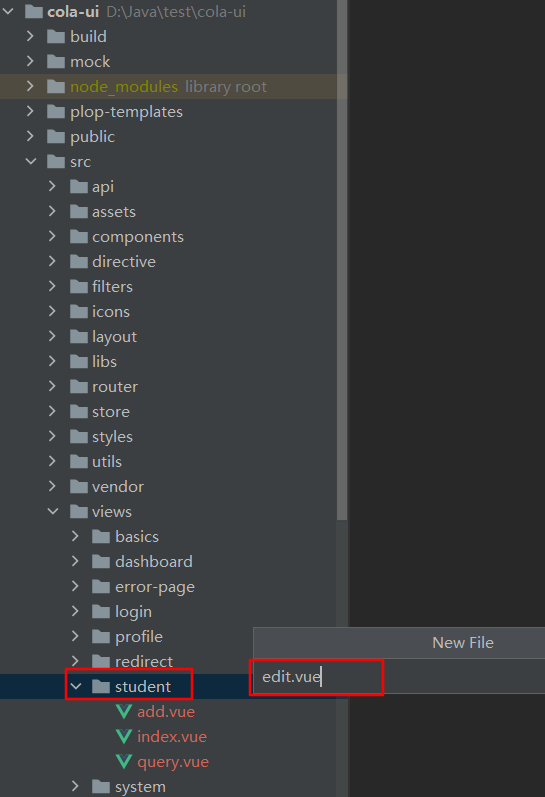 cola-ui D:\Java\test\cola-ui
build
mock
node_modules library root
plop-templates
public
src
api
assets
components
directive
filters
icons
layout
libs
router
store
styles
utils
vendor
views
basics
dashboard
error-page
login
profile
New File
redirect
edit.vue
student
add.vue
index.vue
query.vue
system